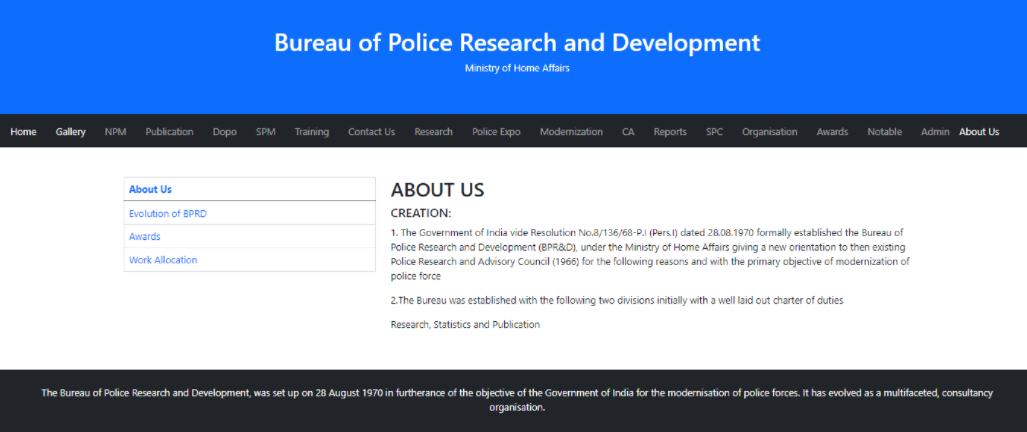 Bureau of Police Research and Development
Ministry of Home Affairs
Home Gallery NPM Publication Dopo SPM Training Contact Us Research Police Expo Modernization CA Reports SPC Organisation Awards Notable Admin About Us
About Us
Evolution of BPRD
Awards
Work Allocation
ABOUT US
CREATION:
1. The Government of India vide Resolution No.8/136/68-P.I (Pers.I) dated 28.08.1970 formally established the Bureau of
Police Research and Development (BPR&D), under the Ministry of Home Affairs giving a new orientation to then existing
Police Research and Advisory Council (1966) for the following reasons and with the primary objective of modernization of
police force
2.The Bureau was established with the following two divisions initially with a well laid out charter of duties
Research, Statistics and Publication
The Bureau of Police Research and Development, was set up on 28 August 1970 in furtherance of the objective of the Government of India for the modernisation of police forces. It has evolved as a multifaceted, consultancy
organisation.